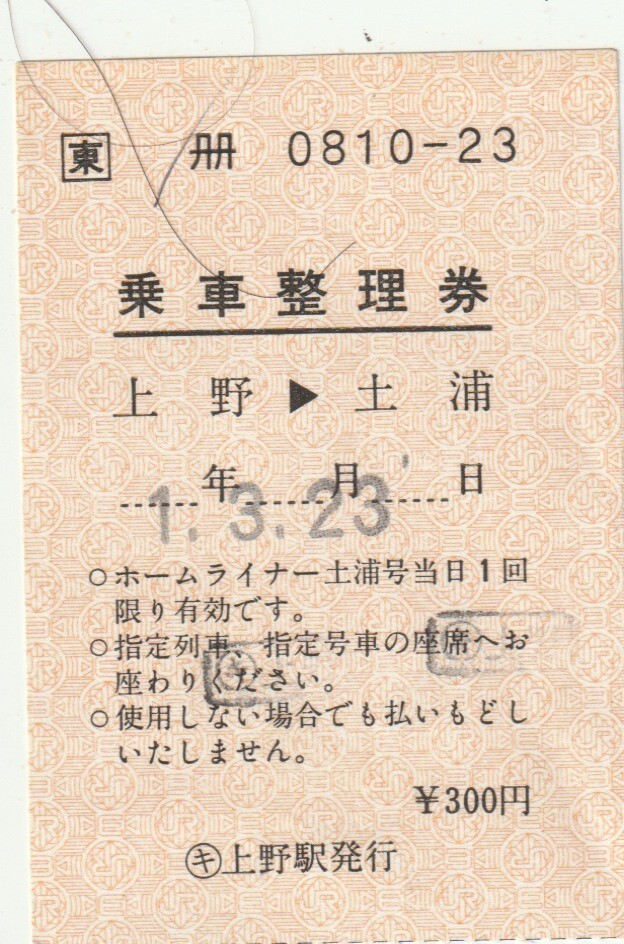 東 冊 0810-23
乗車整理券
上野▶土浦
年 月 日
1.3.23
○ホームライナー土浦号当日1回
限り有効です。
○指定列車、指定号車の座席へお
座わりください。
○使用しない場合でも払いもどし
いたしません。
¥300円
㋖上野駅発行